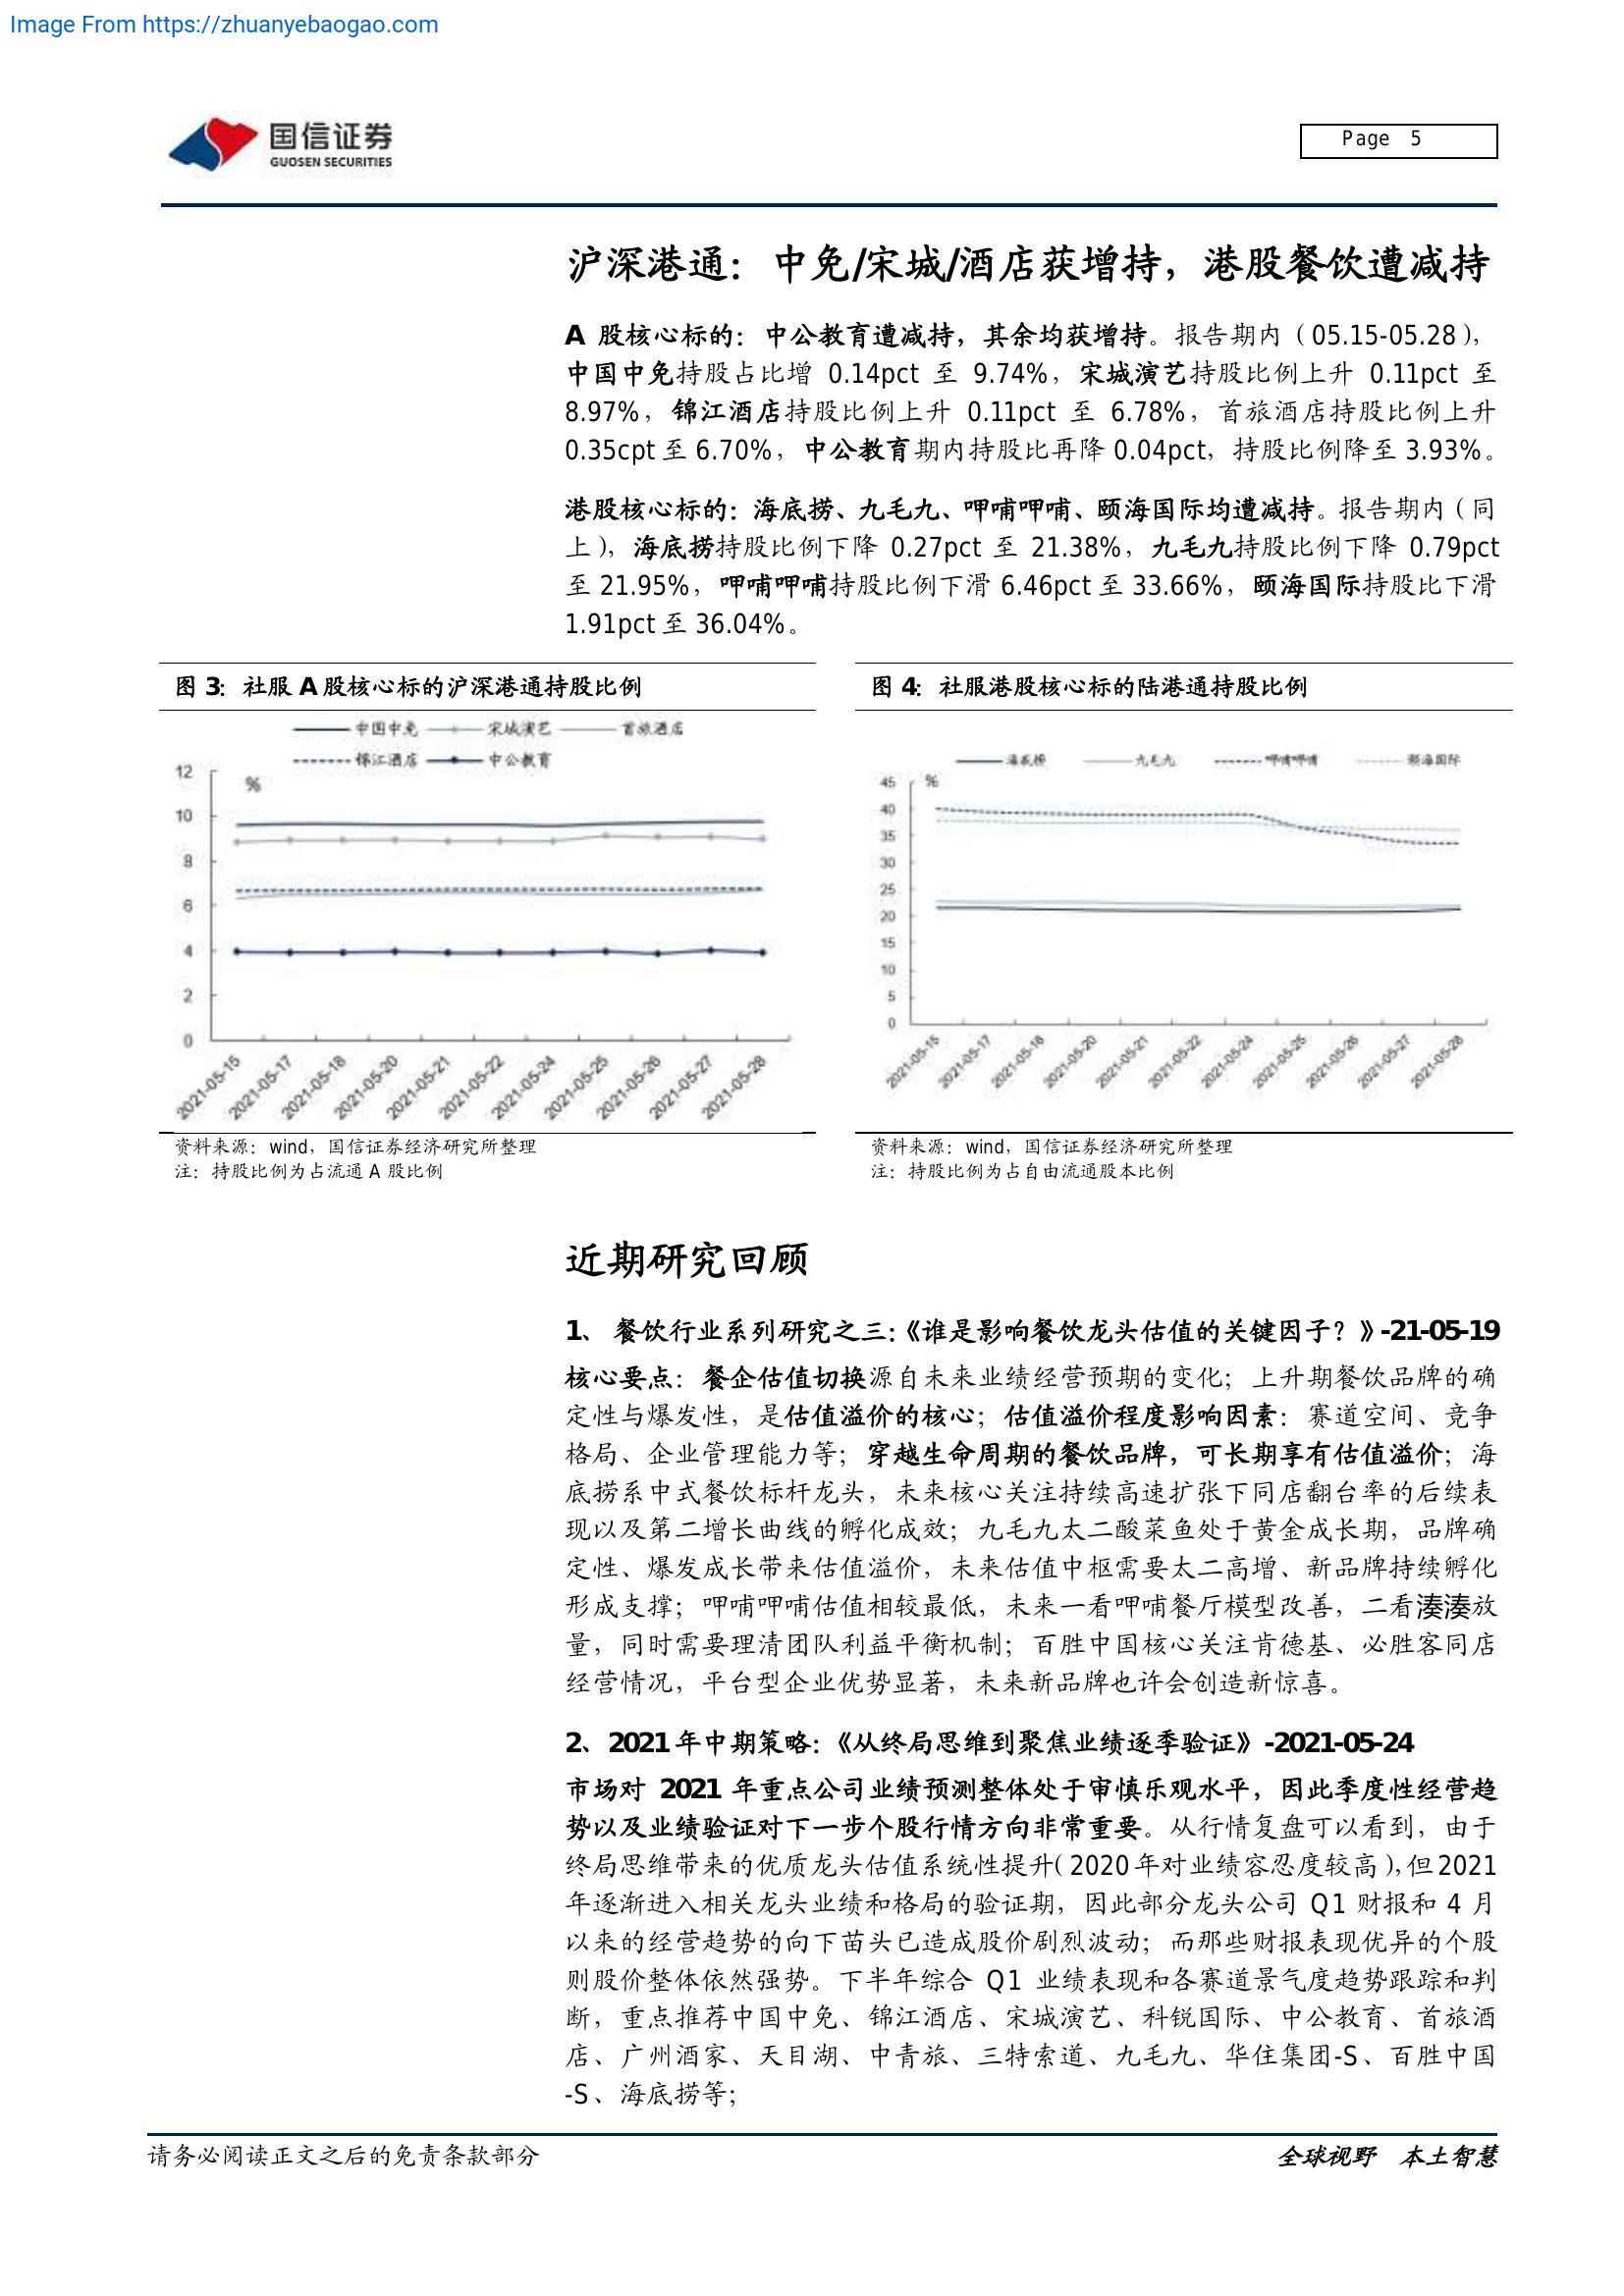 Image From https://zhuanyebaogao.com
国信证券
GUOSEN SECURITIES
Page 5
沪深港通：中免/宋城/酒店获增持，港股餐饮遭减持
A 股核心标的：中公教育遭减持，其余均获增持。报告期内（05.15-05.28），
中国中免持股占比增 0.14pct 至 9.74%，宋城演艺持股比例上升 0.11pct 至
8.97%，锦江酒店持股比例上升 0.11pct 至 6.78%，首旅酒店持股比例上升
0.35cpt 至 6.70%，中公教育期内持股比再降 0.04pct，持股比例降至 3.93%。
港股核心标的：海底捞、九毛九、呷哺呷哺、颐海国际均遭减持。报告期内（同
上），海底捞持股比例下降 0.27pct 至 21.38%，九毛九持股比例下降 0.79pct
至 21.95%，呷哺呷哺持股比例下滑 6.46pct 至 33.66%，颐海国际持股比下滑
1.91pct 至 36.04%。
图 3：社服 A 股核心标的沪深港通持股比例
中国中免 宋城演艺 首旅酒店
锦江酒店 中公教育
%
12
10
8
6
4
2
0
2021-05-15 2021-05-17 2021-05-18 2021-05-20 2021-05-21 2021-05-22 2021-05-24 2021-05-25 2021-05-26 2021-05-27 2021-05-28
资料来源：wind，国信证券经济研究所整理
注：持股比例为占流通 A 股比例
图 4：社服港股核心标的陆港通持股比例
海底捞 九毛九 呷哺呷哺 颐海国际
%
45
40
35
30
25
20
15
10
5
0
2021-05-15 2021-05-17 2021-05-18 2021-05-20 2021-05-21 2021-05-22 2021-05-24 2021-05-25 2021-05-26 2021-05-27 2021-05-28
资料来源：wind，国信证券经济研究所整理
注：持股比例为占自由流通股本比例
近期研究回顾
1、 餐饮行业系列研究之三：《谁是影响餐饮龙头估值的关键因子？》-21-05-19
核心要点：餐企估值切换源自未来业绩经营预期的变化；上升期餐饮品牌的确
定性与爆发性，是估值溢价的核心；估值溢价程度影响因素：赛道空间、竞争
格局、企业管理能力等；穿越生命周期的餐饮品牌，可长期享有估值溢价；海
底捞系中式餐饮标杆龙头，未来核心关注持续高速扩张下同店翻台率的后续表
现以及第二增长曲线的孵化成效；九毛九太二酸菜鱼处于黄金成长期，品牌确
定性、爆发成长带来估值溢价，未来估值中枢需要太二高增、新品牌持续孵化
形成支撑；呷哺呷哺估值相较最低，未来一看呷哺餐厅模型改善，二看湊湊放
量，同时需要理清团队利益平衡机制；百胜中国核心关注肯德基、必胜客同店
经营情况，平台型企业优势显著，未来新品牌也许会创造新惊喜。
2、 2021 年中期策略：《从终局思维到聚焦业绩逐季验证》-2021-05-24
市场对 2021 年重点公司业绩预测整体处于审慎乐观水平，因此季度性经营趋
势以及业绩验证对下一步个股行情方向非常重要。从行情复盘可以看到，由于
终局思维带来的优质龙头估值系统性提升（2020 年对业绩容忍度较高），但 2021
年逐渐进入相关龙头业绩和格局的验证期，因此部分龙头公司 Q1 财报和 4 月
以来的经营趋势的向下苗头已造成股价剧烈波动；而那些财报表现优异的个股
则股价整体依然强势。下半年综合 Q1 业绩表现和各赛道景气度趋势跟踪和判
断，重点推荐中国中免、锦江酒店、宋城演艺、科锐国际、中公教育、首旅酒
店、广州酒家、天目湖、中青旅、三特索道、九毛九、华住集团-S、百胜中国
-S、海底捞等；
请务必阅读正文之后的免责条款部分
全球视野 本土智慧